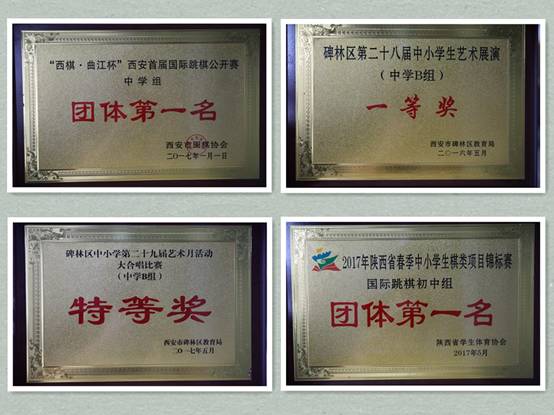 “西棋·曲江杯”西安首届国际跳棋公开赛
中学组
团体第一名
西安市围棋协会
二〇一七年一月一日
碑林区第二十八届中小学生艺术展演
（中学B组）
一等奖
西安市碑林区教育局
二〇一六年五月
碑林区中小学第二十九届艺术月活动
大合唱比赛
（中学B组）
特等奖
西安市碑林区教育局
二〇一七年五月
2017年陕西省春季中小学生棋类项目锦标赛
国际跳棋初中组
团体第一名
陕西省学生体育协会
2017年5月